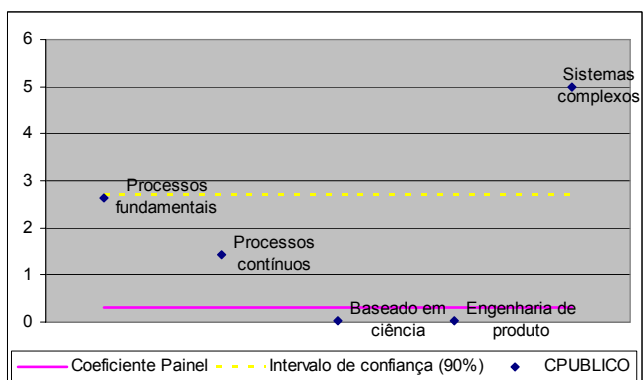 6
5
4
3
2
1
0
Sistemas
complexos
Processos
fundamentais
Processos
contínuos
Baseado em
ciência
Engenharia de
produto
Coeficiente Painel
Intervalo de confiança (90%)
CPUBLICO